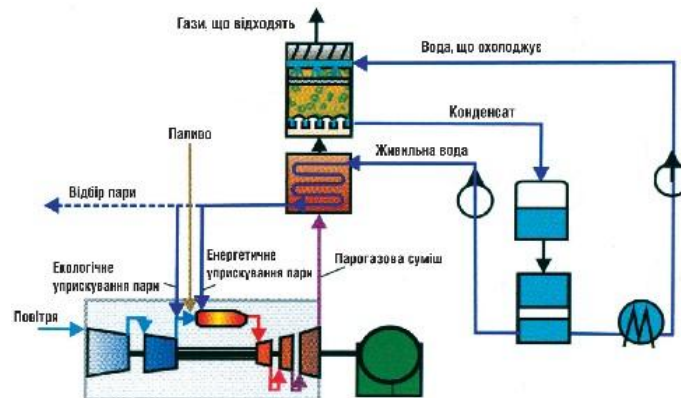 Гази, що відходять
Вода, що охолоджує
Конденсат
Паливо
Живильна вода
Відбір пари
Екологічне
уприскування пари
Енергетичне
уприскування пари
Парогазова суміш
Повітря